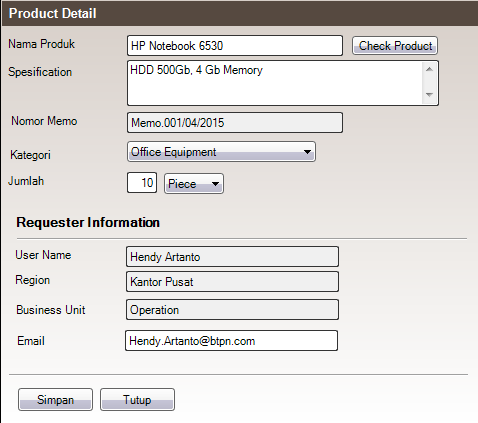 Product Detail
Nama Produk HP Notebook 6530 Check Product
Spesification HDD 500Gb, 4 Gb Memory
Nomor Memo Memo.001/04/2015
Kategori Office Equipment
Jumlah 10 Piece
Requester Information
User Name Hendy Artanto
Region Kantor Pusat
Business Unit Operation
Email Hendy.Artanto@btpn.com
Simpan Tutup